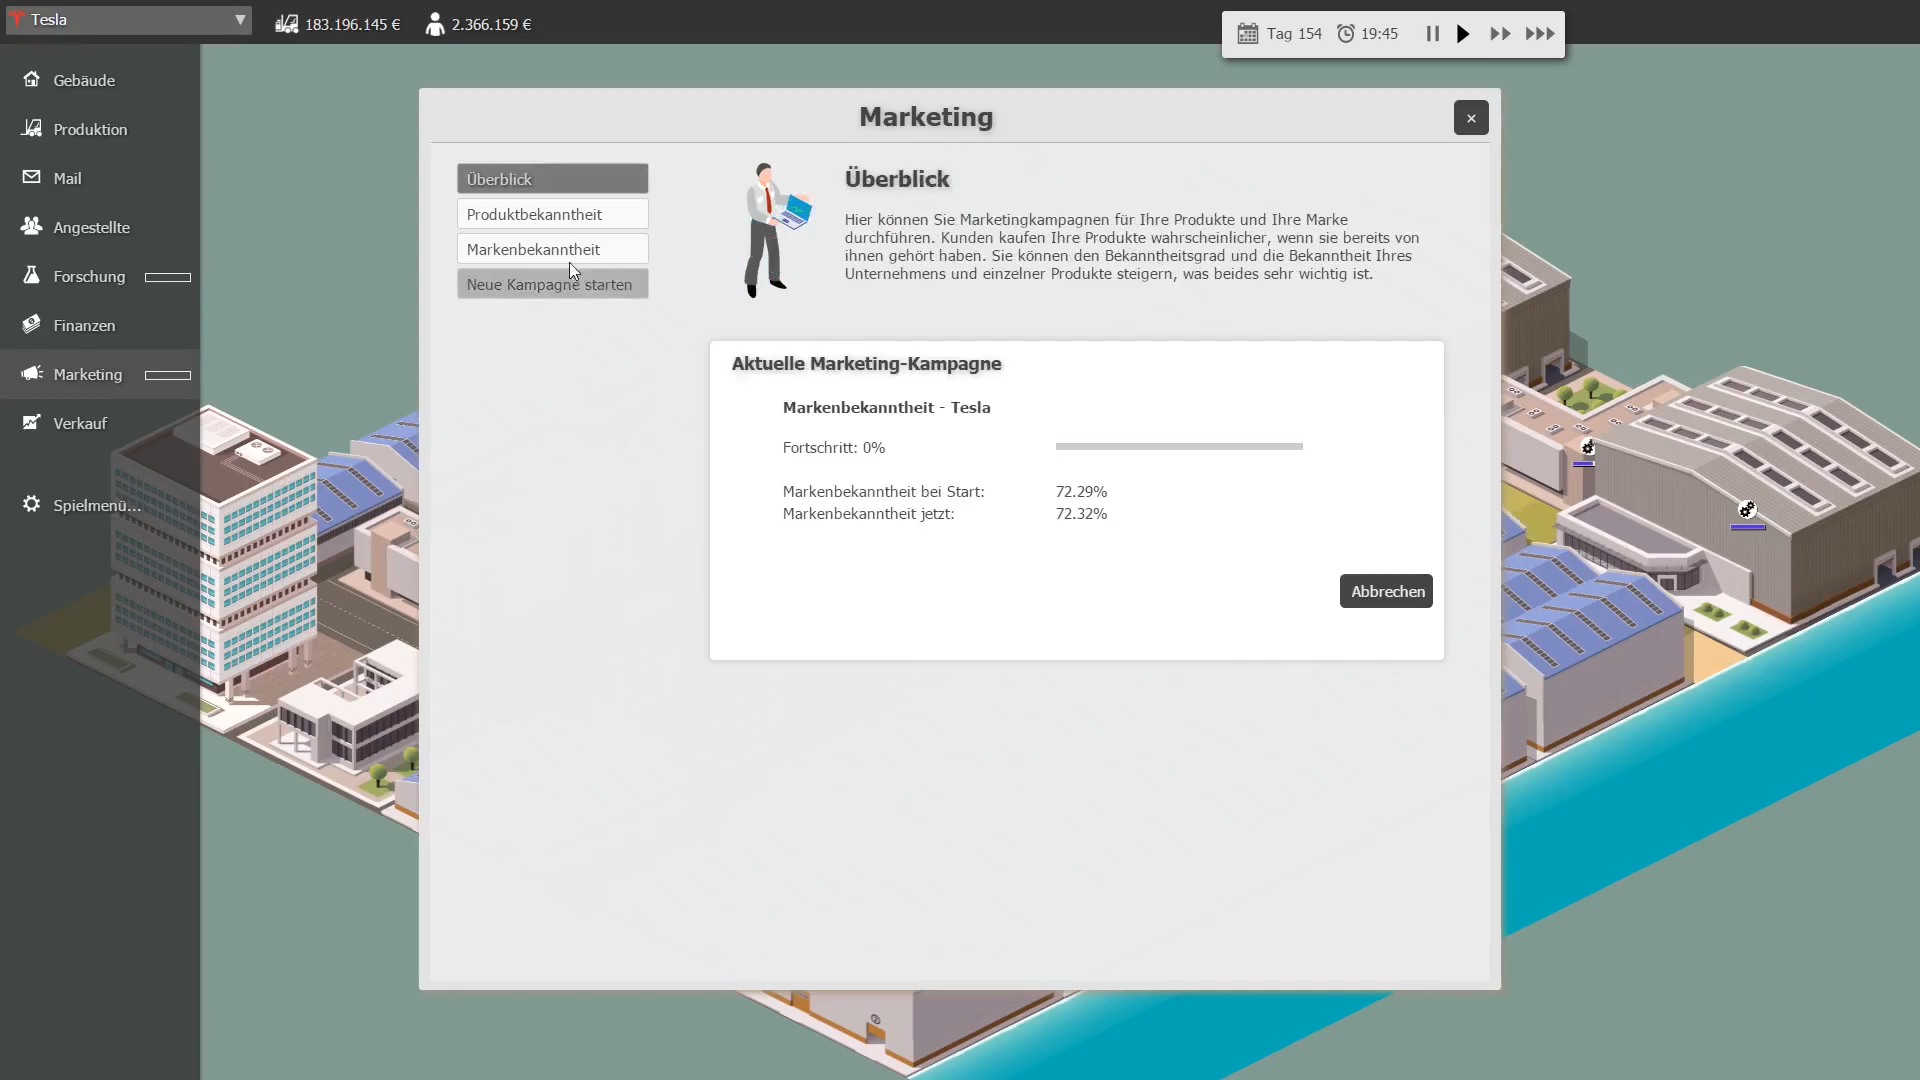 Tesla
183.196.145 €
2.366.159 €
Tag 154
19:45
Gebäude
Produktion
Mail
Angestellte
Forschung
Finanzen
Marketing
Verkauf
Spielmenü...
Marketing
×
Überblick
Produktbekanntheit
Markenbekanntheit
Neue Kampagne starten
Überblick
Hier können Sie Marketingkampagnen für Ihre Produkte und Ihre Marke
durchführen. Kunden kaufen Ihre Produkte wahrscheinlicher, wenn sie bereits von
ihnen gehört haben. Sie können den Bekanntheitsgrad und die Bekanntheit Ihres
Unternehmens und einzelner Produkte steigern, was beides sehr wichtig ist.
Aktuelle Marketing-Kampagne
Markenbekanntheit - Tesla
Fortschritt: 0%
Markenbekanntheit bei Start: 72.29%
Markenbekanntheit jetzt: 72.32%
Abbrechen